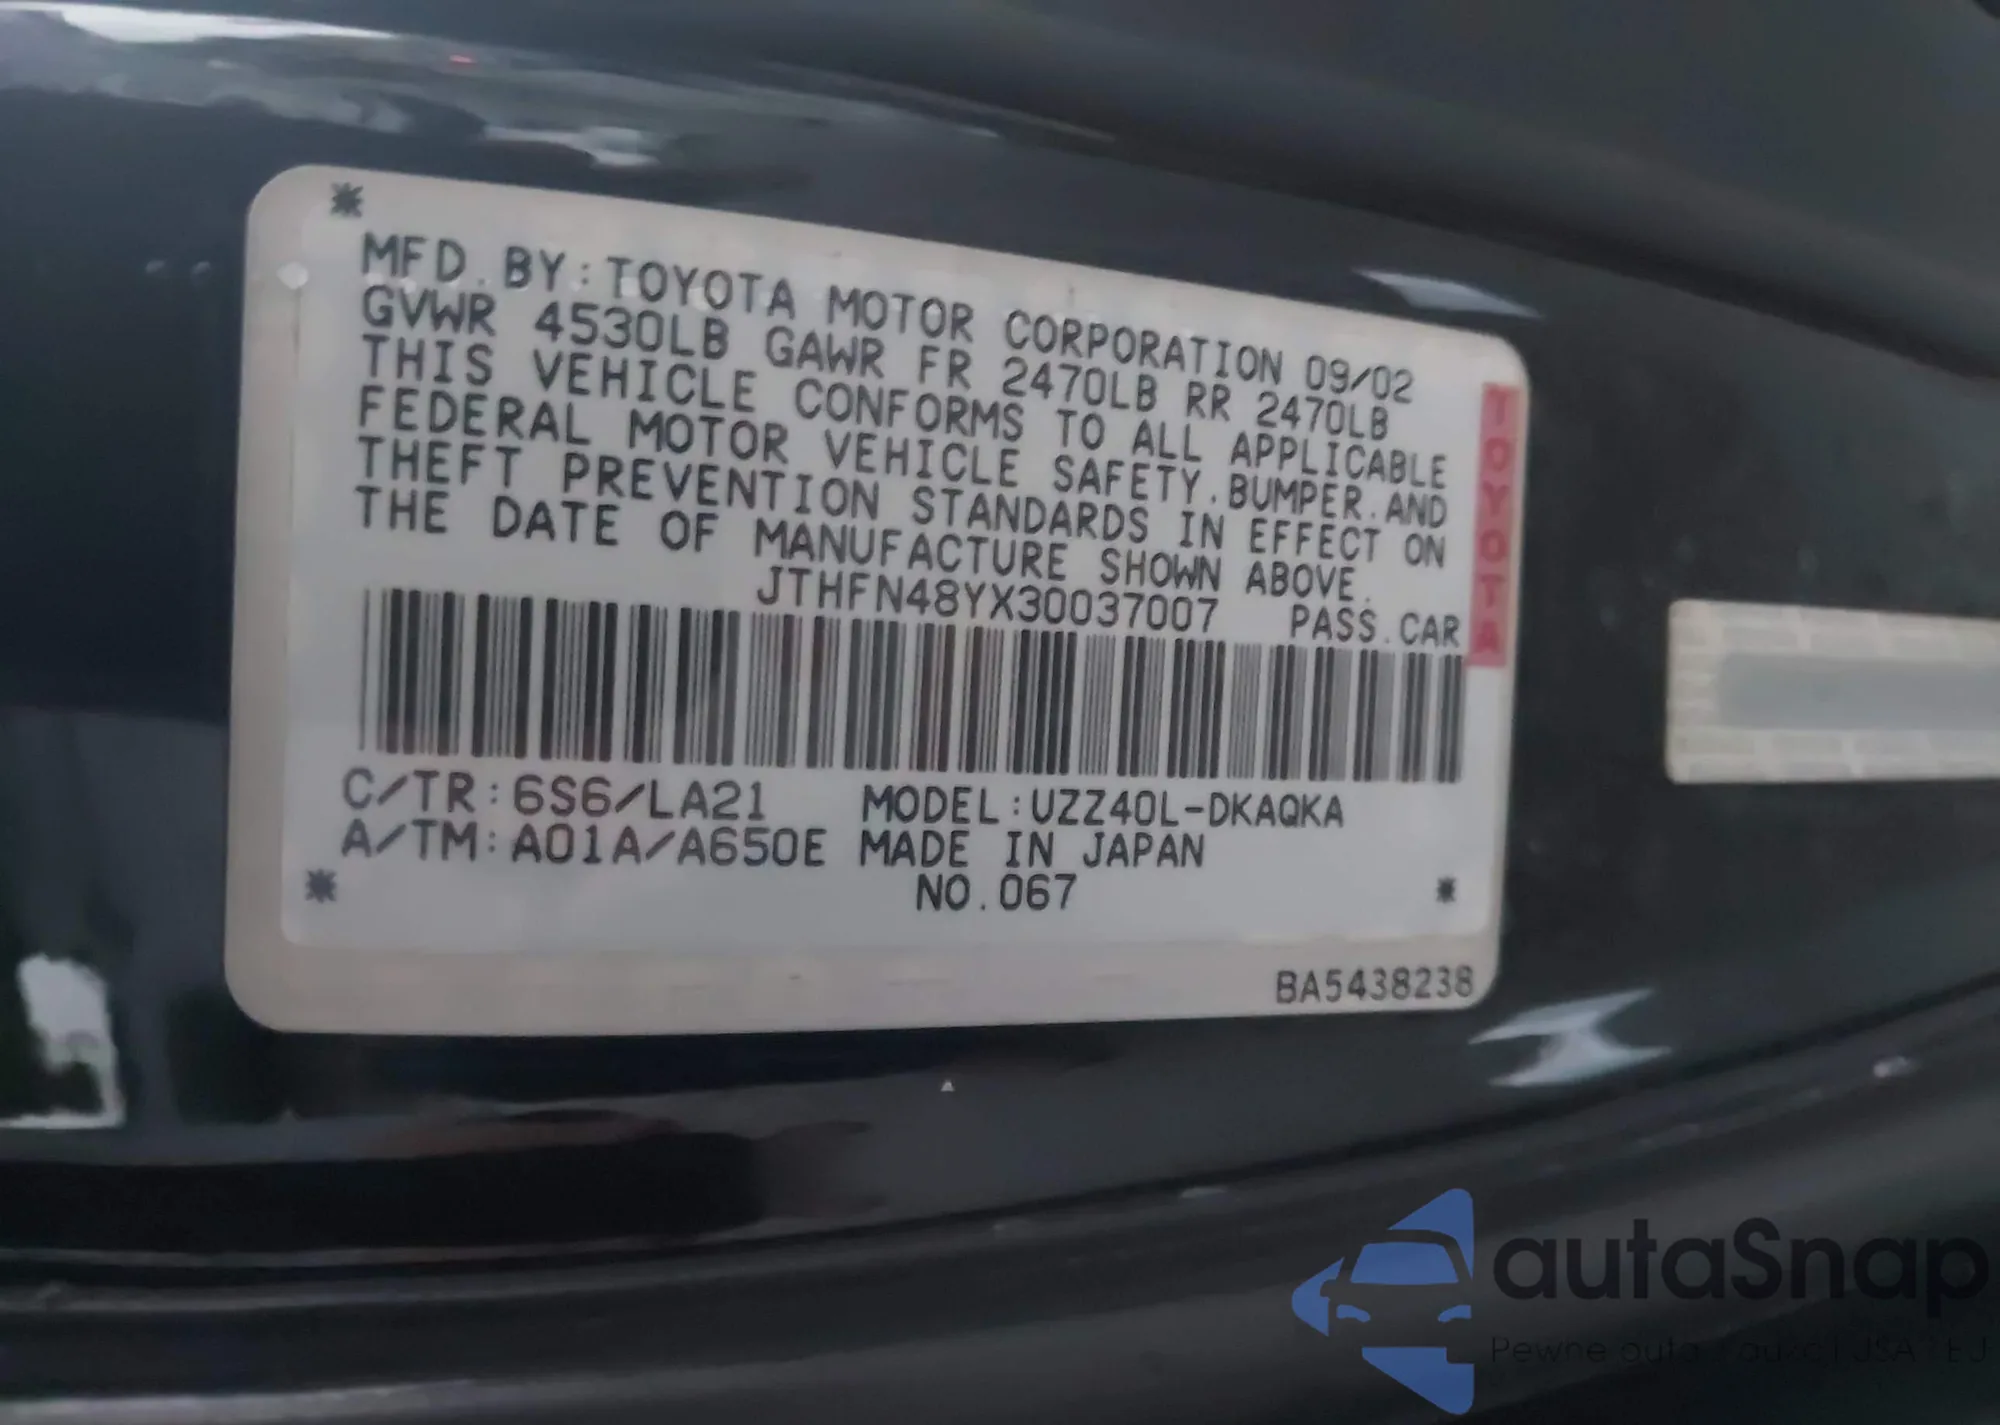 MFD. BY: TOYOTA MOTOR CORPORATION 09/02
GVWR 4530LB GAWR FR 2470LB RR 2470LB
THIS VEHICLE CONFORMS TO ALL APPLICABLE
FEDERAL MOTOR VEHICLE SAFETY, BUMPER, AND
THEFT PREVENTION STANDARDS IN EFFECT ON
THE DATE OF MANUFACTURE SHOWN ABOVE.
JTHFN48YX30037007 PASS. CAR
TOYOTA
C/TR: 6S6/LA21 MODEL: UZZ40L-DKAQKA
A/TM: A01A/A650E MADE IN JAPAN
NO. 067
BA5438238
autaSnap
Pewne auto